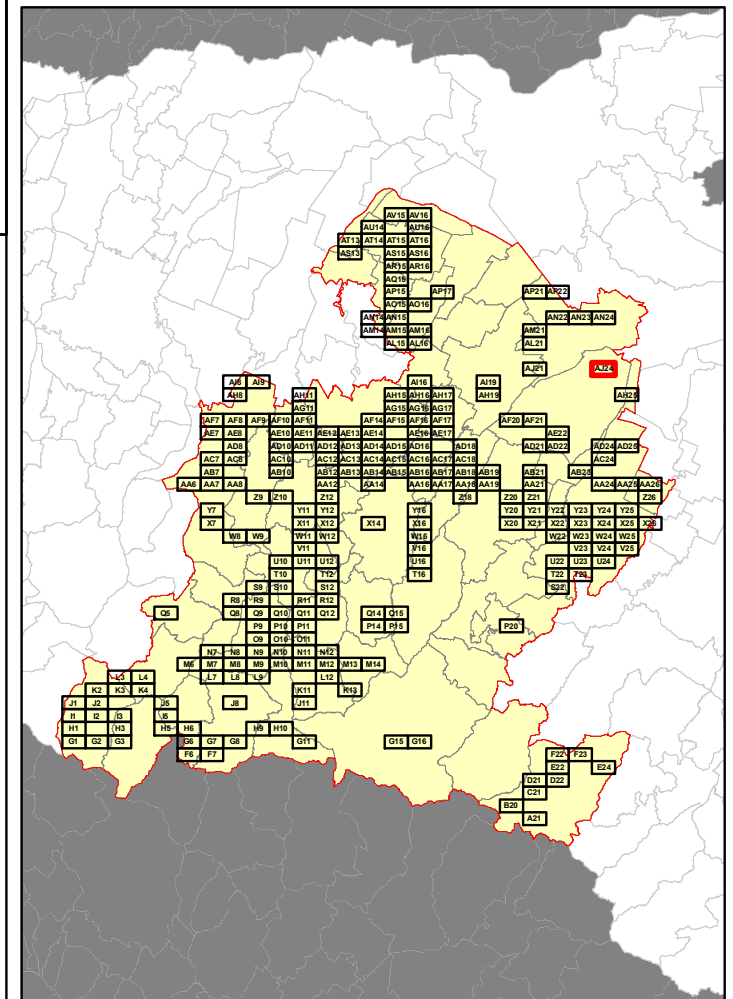 AV15 AV16
AU14 AU16
AT13 AT14 AT15 AT16
AS13 AS15 AS16
AR15 AR16
AQ15
AP15 AP17 AP21 AP22
AO15 AO16
AN14 AN15 AN22 AN23 AN24
AM14 AM15 AM16 AM21
AL15 AL16 AL21
AJ21 AJ24
AI8 AI9 AI16 AI19
AH8 AH11 AH15 AH16 AH17 AH19 AH25
AG11 AG15 AG16 AG17
AF7 AF8 AF9 AF10 AF11 AF14 AF15 AF16 AF17 AF20 AF21
AE7 AE8 AE10 AE11 AE12 AE13 AE14 AE16 AE17 AE22
AD8 AD10 AD11 AD12 AD13 AD14 AD15 AD16 AD18 AD21 AD22 AD24 AD25
AC7 AC8 AC10 AC12 AC13 AC14 AC15 AC16 AC17 AC18 AC24
AB7 AB10 AB12 AB13 AB14 AB15 AB16 AB17 AB18 AB19 AB21 AB23
AA6 AA7 AA8 AA12 AA14 AA16 AA17 AA18 AA19 AA21 AA24 AA25 AA26
Z9 Z10 Z12 Z18 Z20 Z21 Z26
Y7 Y11 Y12 Y16 Y20 Y21 Y22 Y23 Y24 Y25
X7 X11 X12 X14 X16 X20 X21 X22 X23 X24 X25 X26
W8 W9 W11 W12 W16 W22 W23 W24 W25
V11 V16 V23 V24 V25
U10 U11 U12 U16 U22 U23 U24
T10 T12 T16 T22 T23
S9 S10 S12 S22
R8 R9 R11 R12
Q5 Q8 Q9 Q10 Q11 Q12 Q14 Q15
P9 P10 P11 P14 P15 P20
O9 O10 O11
N7 N8 N9 N10 N11 N12
M6 M7 M8 M9 M10 M11 M12 M13 M14
L3 L4 L7 L8 L9 L12
K2 K3 K4 K11 K13
J1 J2 J5 J8 J11
I1 I2 I3 I5
H1 H3 H5 H6 H9 H10
G1 G2 G3 G6 G7 G8 G11 G15 G16
F6 F7 F22 F23
E22 E24
D21 D22
C21
B20
A21